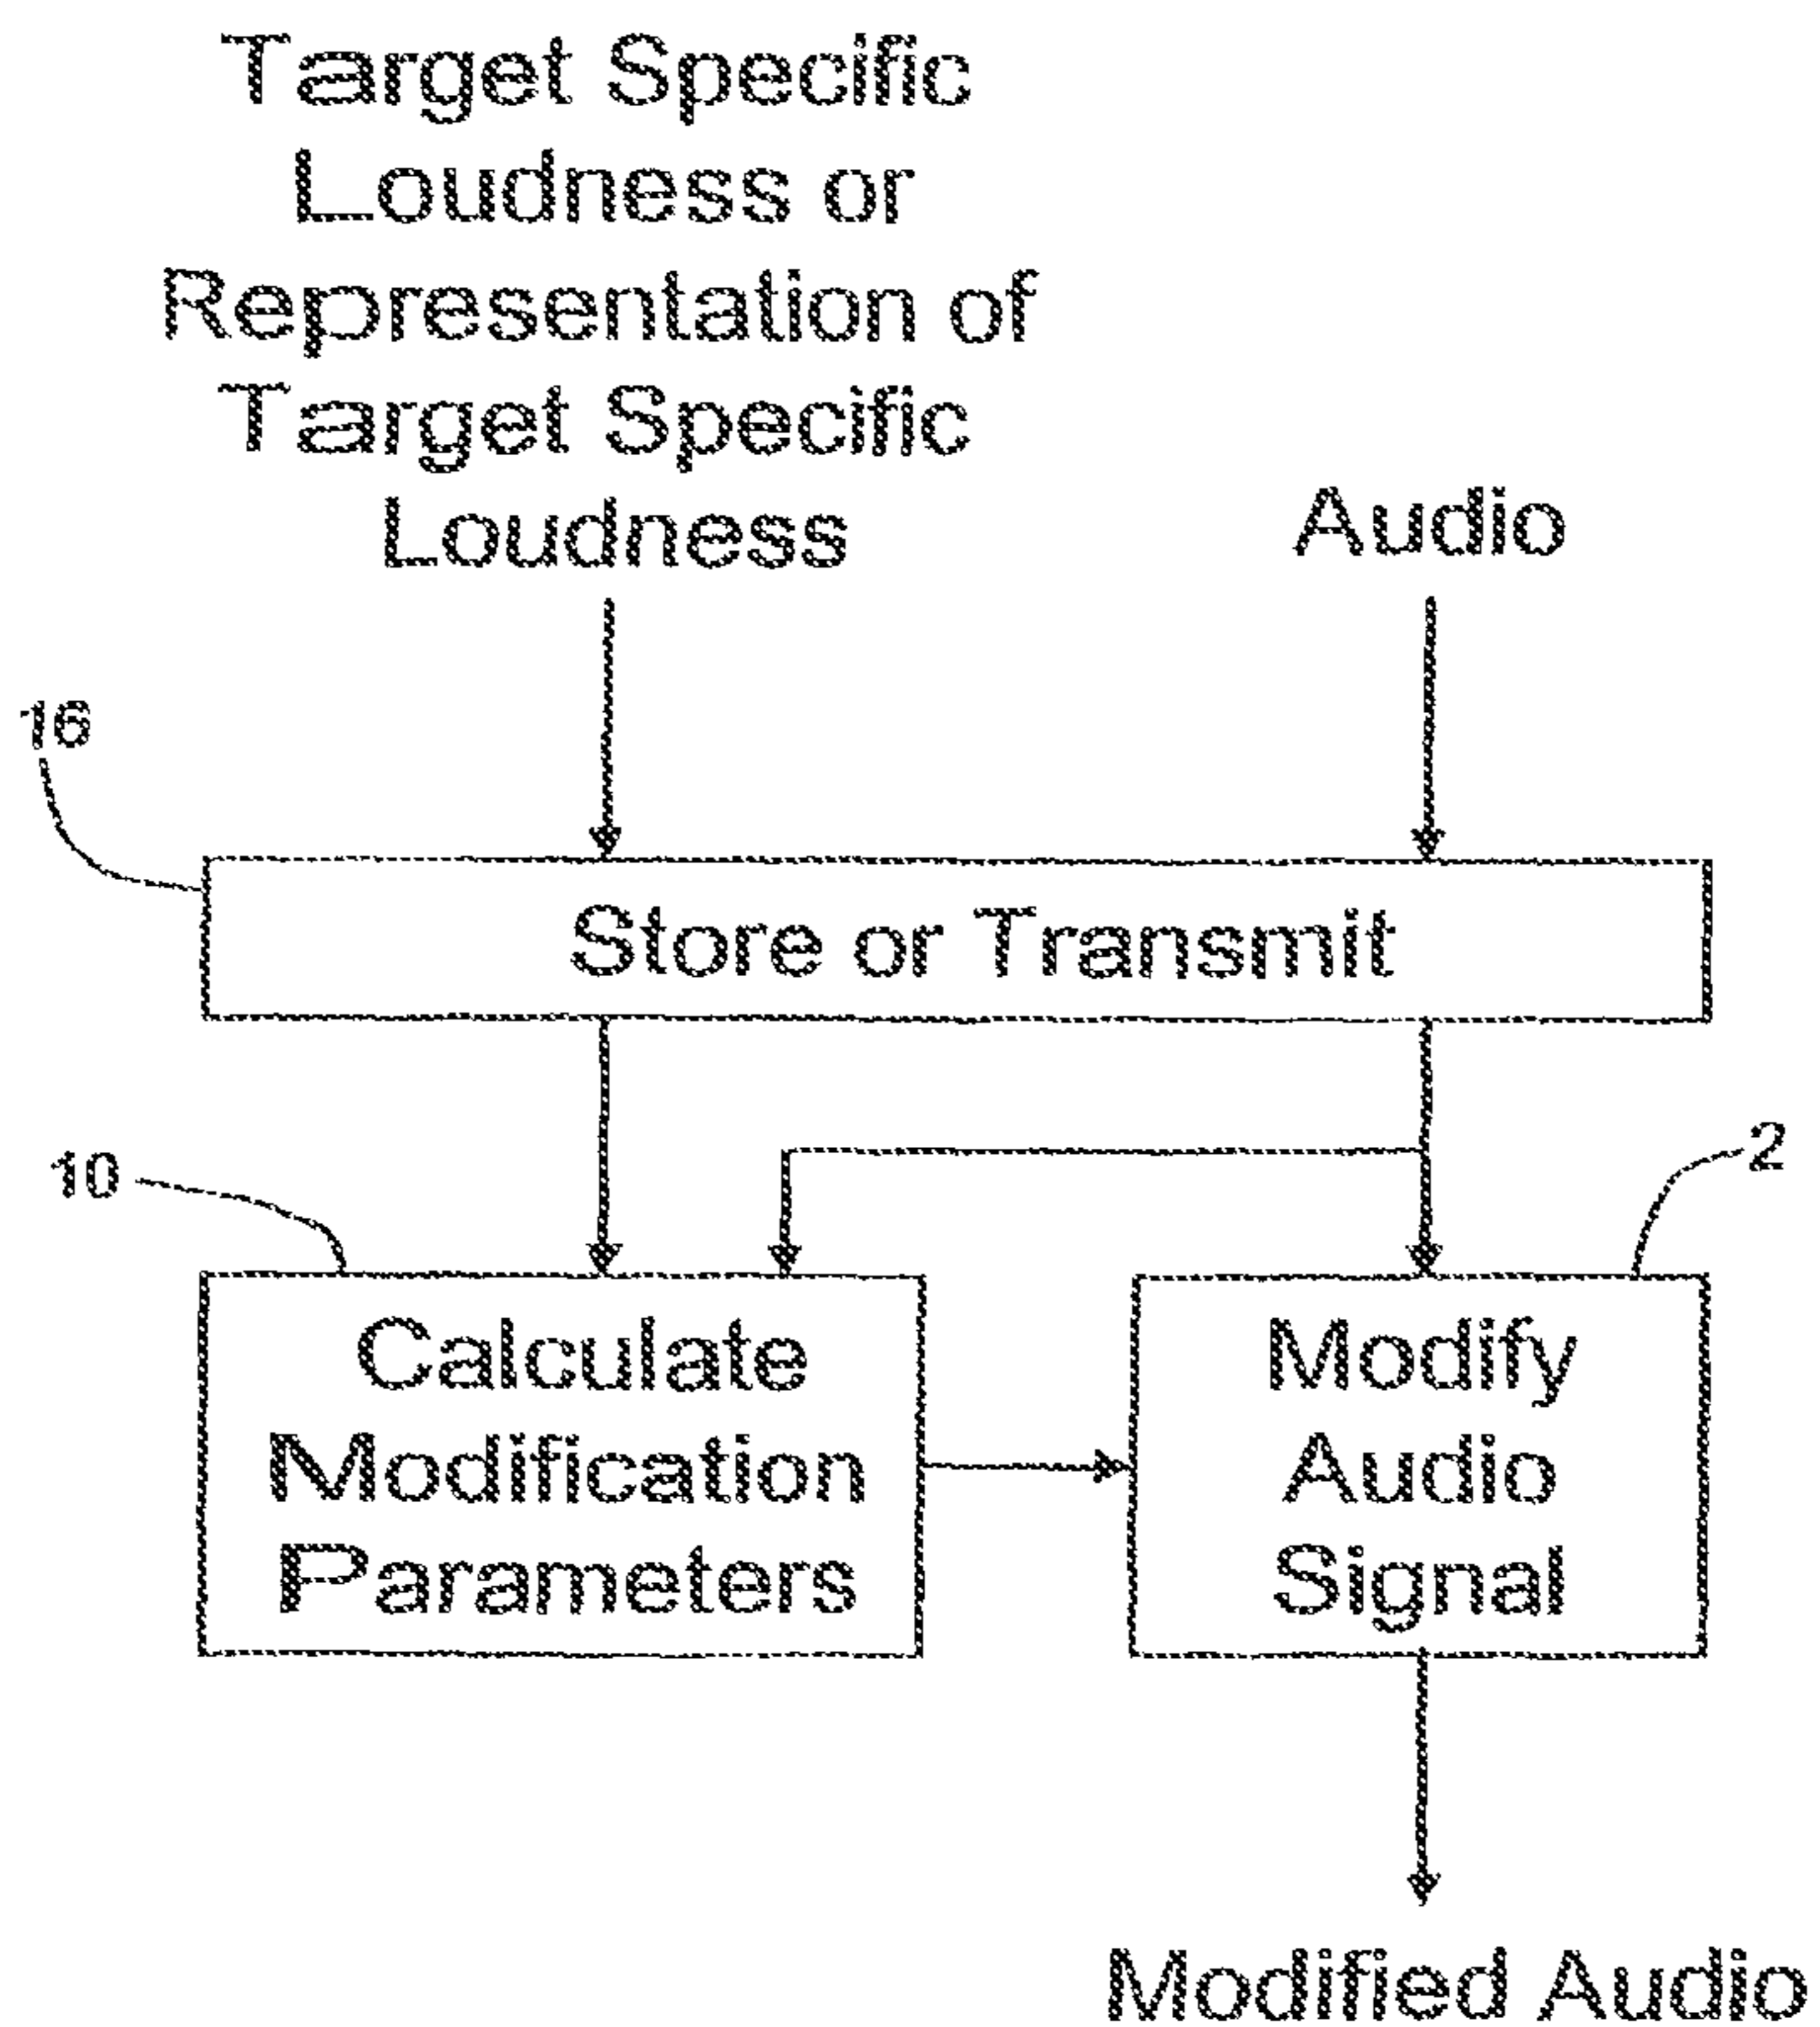 Target Specific
Loudness or
Representation of
Target Specific
Loudness
Audio
16
Store or Transmit
10
2
Calculate
Modification
Parameters
Modify
Audio
Signal
Modified Audio